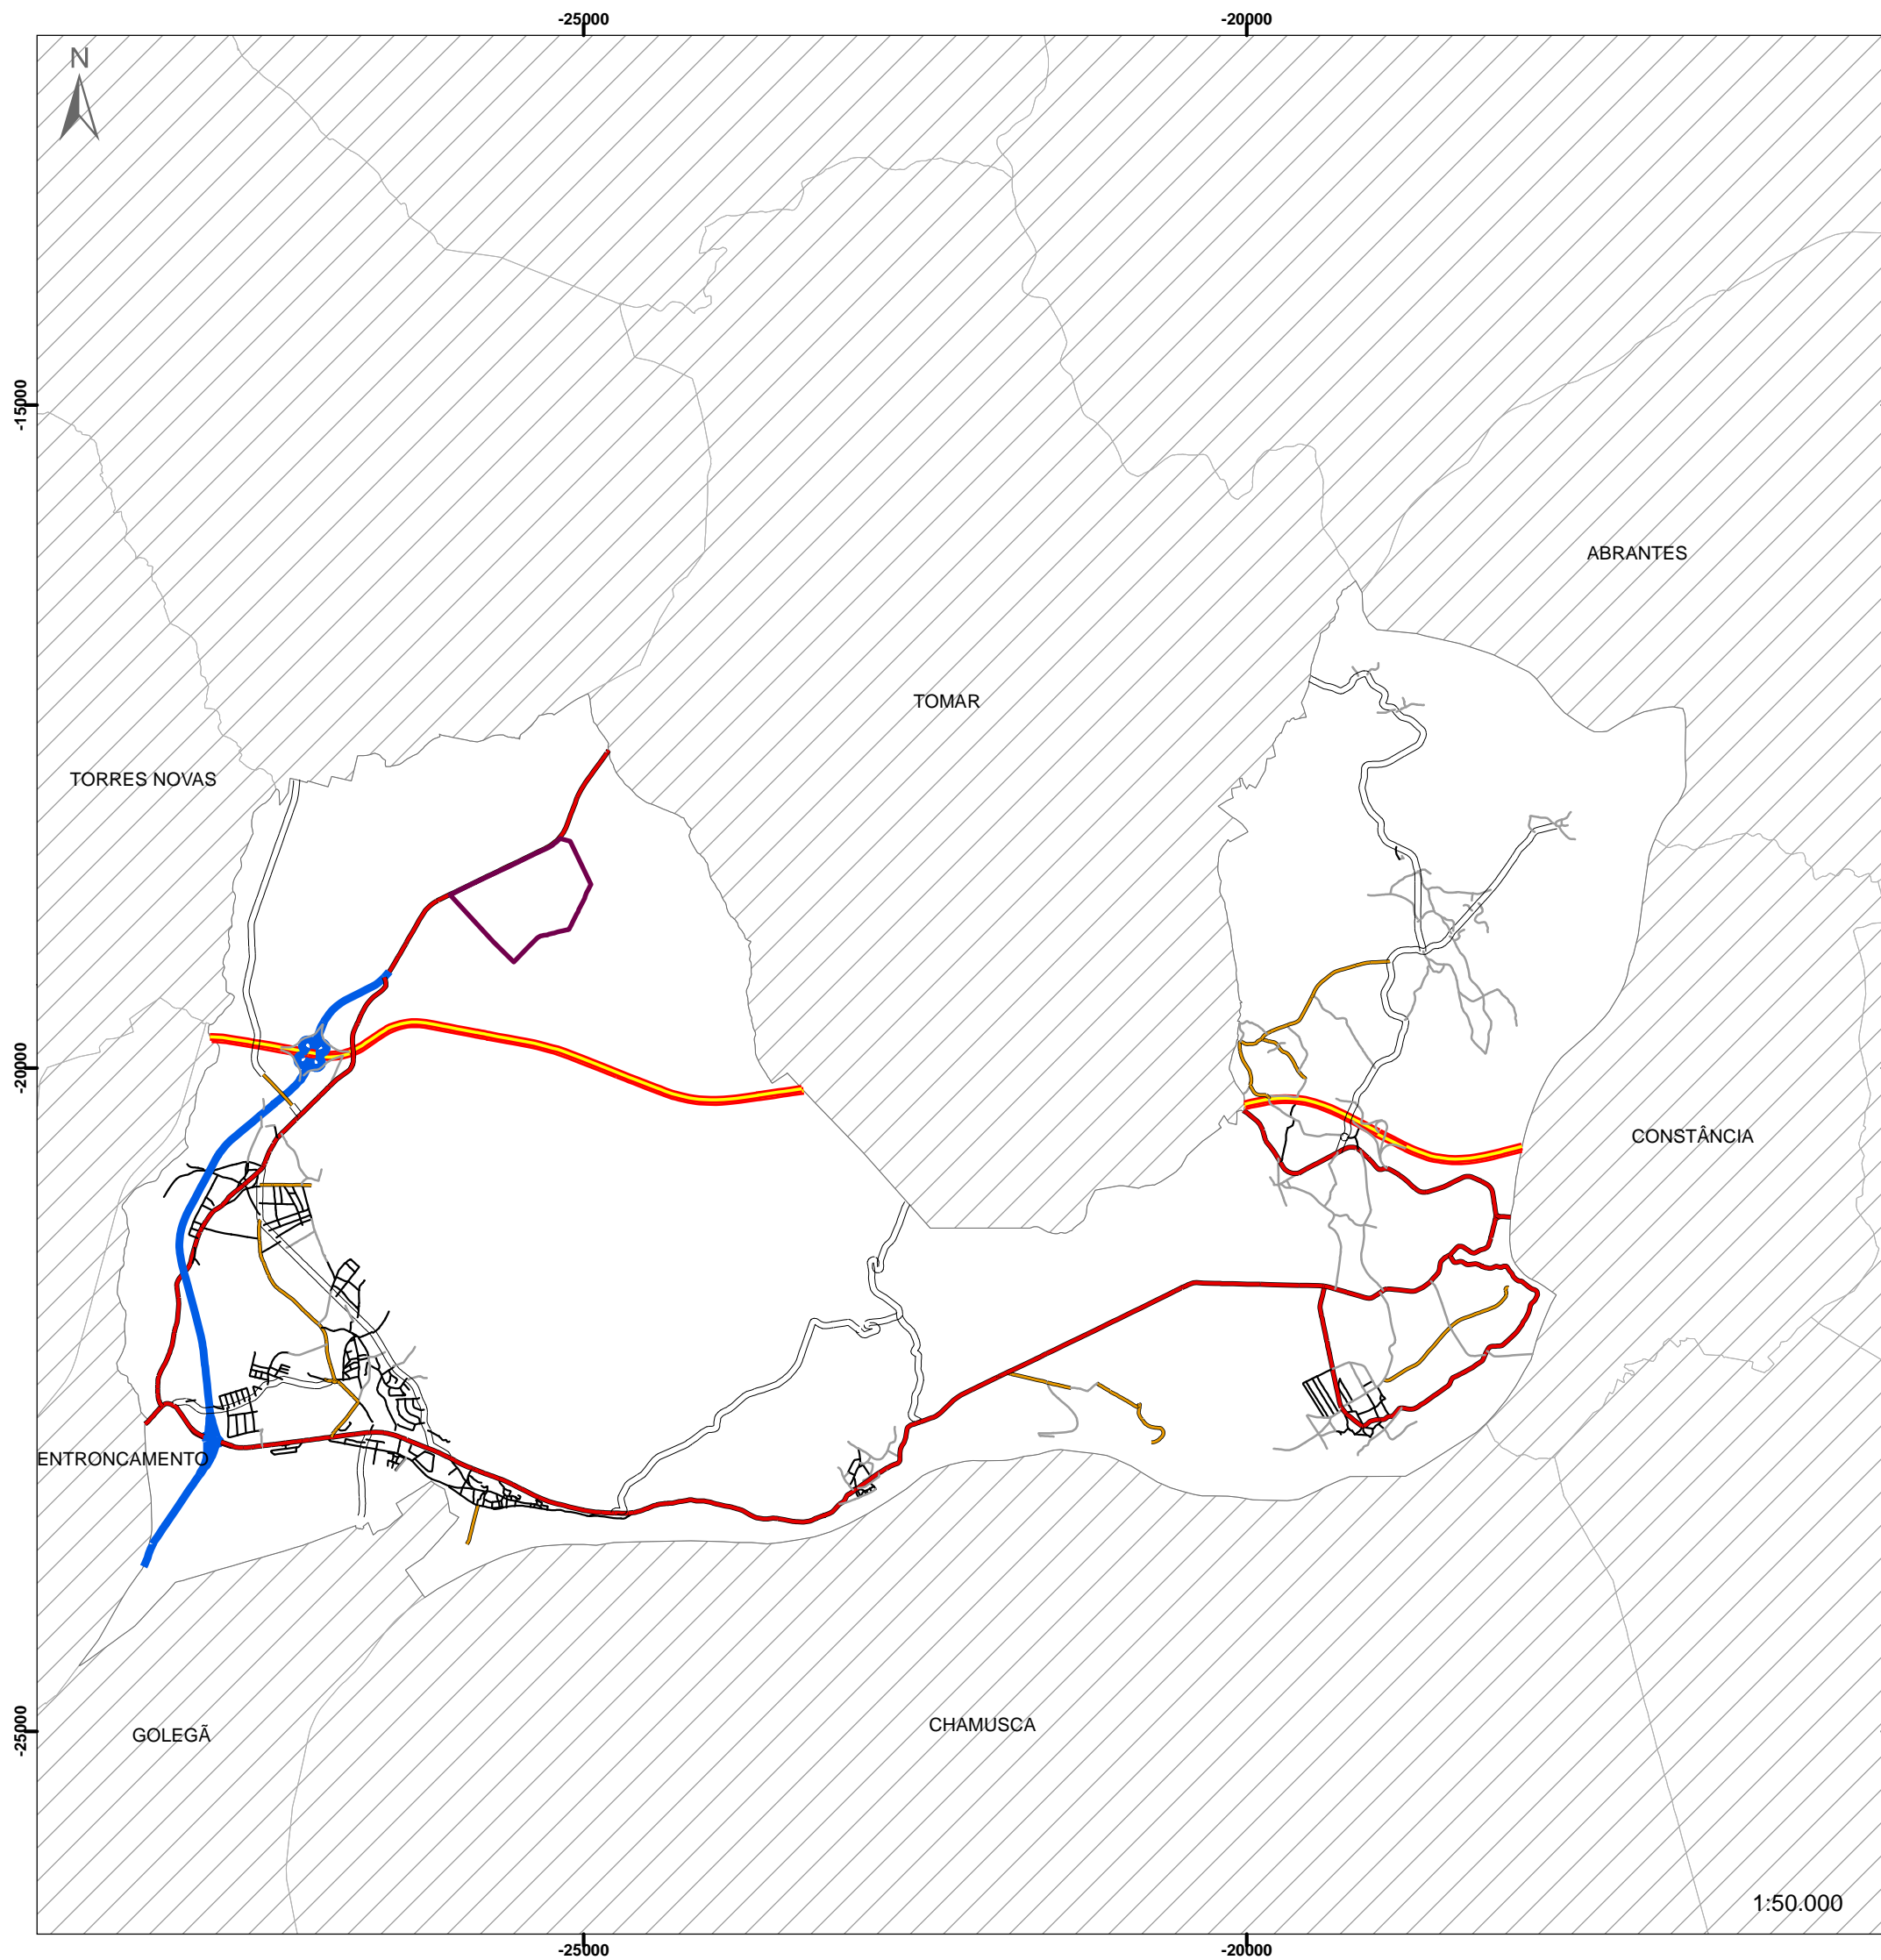 -25000
-20000
N
-15000
ABRANTES
TOMAR
TORRES NOVAS
-20000
CONSTÂNCIA
ENTRONCAMENTO
CHAMUSCA
GOLEGÃ
-25000
1:50.000
-25000
-20000